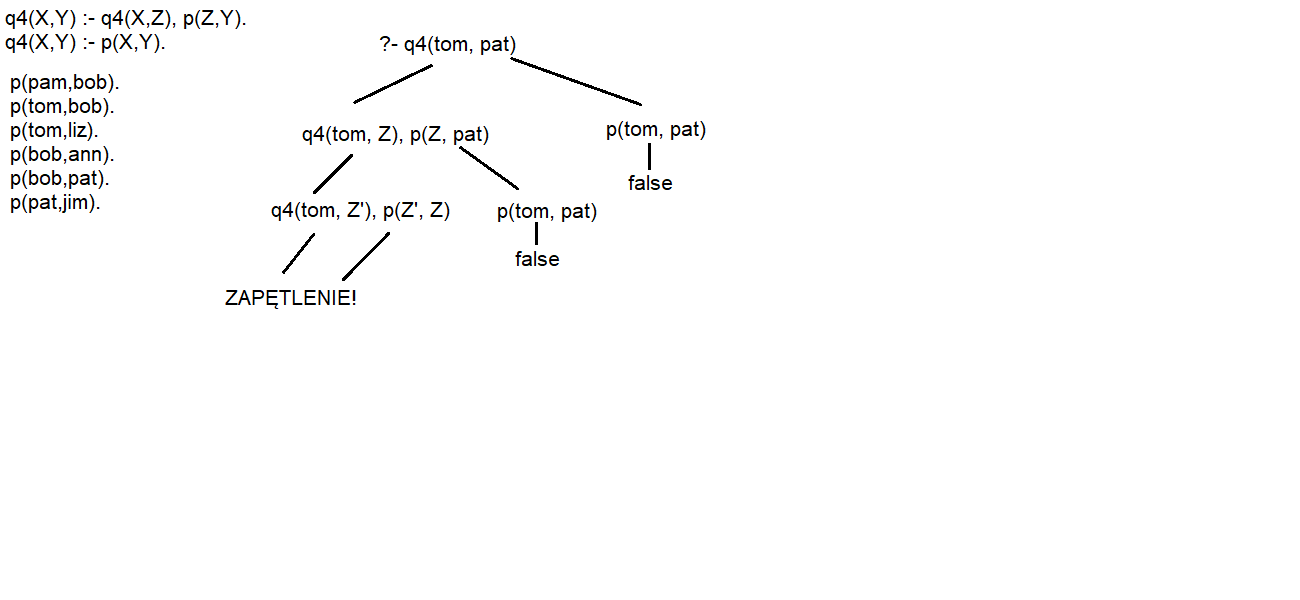 q4(X,Y) :- q4(X,Z), p(Z,Y).
q4(X,Y) :- p(X,Y).
p(pam,bob).
p(tom,bob).
p(tom,liz).
p(bob,ann).
p(bob,pat).
p(pat,jim).
?- q4(tom, pat)
q4(tom, Z), p(Z, pat)
p(tom, pat)
false
q4(tom, Z'), p(Z', Z)
p(tom, pat)
false
ZAPĘTLENIE!